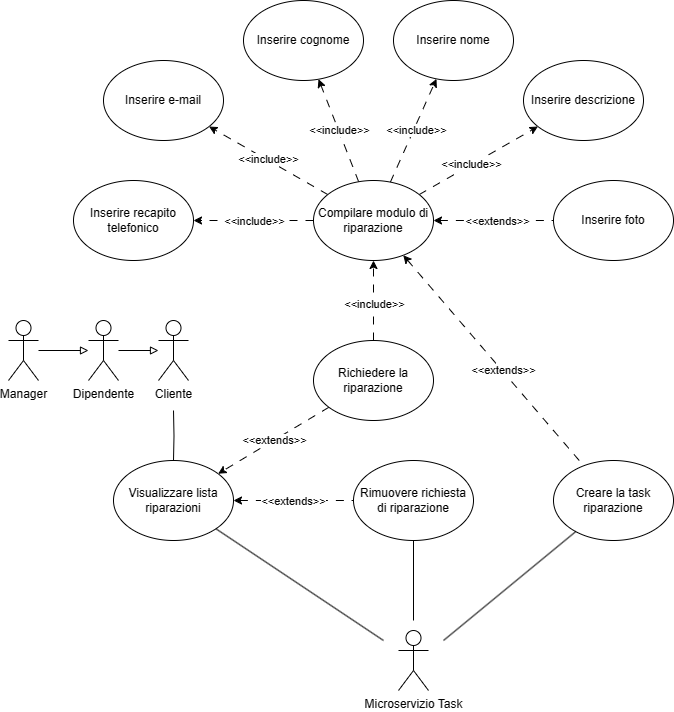 Inserire cognome
Inserire nome
Inserire e-mail
Inserire descrizione
<<include>>
<<include>>
<<include>>
<<include>>
Inserire recapito
telefonico
<<include>>
Compilare modulo di
riparazione
<<extends>>
Inserire foto
<<include>>
Manager
Dipendente
Cliente
Richiedere la
riparazione
<<extends>>
<<extends>>
Visualizzare lista
riparazioni
<<extends>>
Rimuovere richiesta
di riparazione
Creare la task
riparazione
Microservizio Task